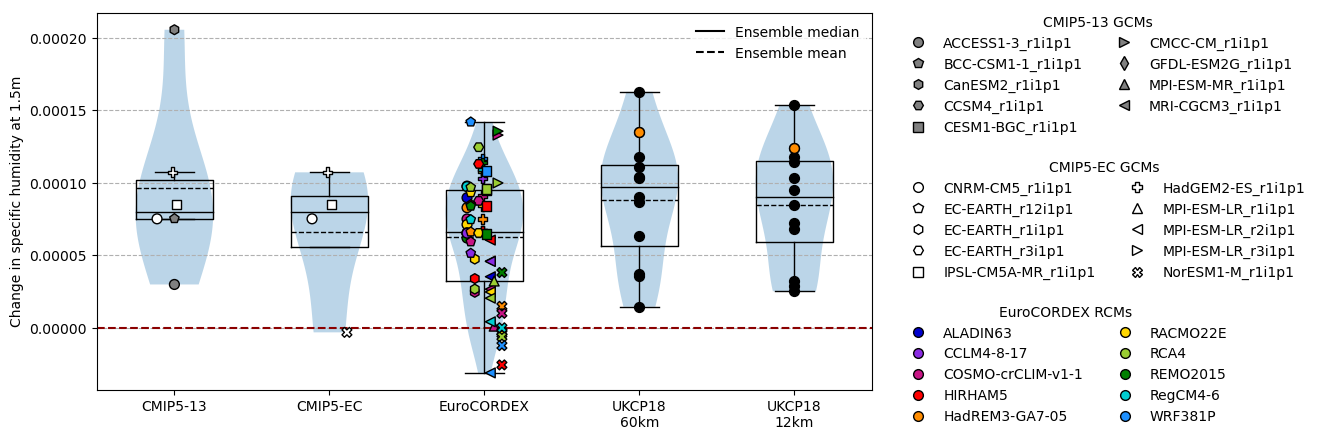 Change in specific humidity at 1.5m
0.00020
0.00015
0.00010
0.00005
0.00000
Ensemble median
Ensemble mean
CMIP5-13
CMIP5-EC
EuroCORDEX
UKCP18
60km
UKCP18
12km
CMIP5-13 GCMs
ACCESS1-3_r1i1p1
BCC-CSM1-1_r1i1p1
CanESM2_r1i1p1
CCSM4_r1i1p1
CESM1-BGC_r1i1p1
CMCC-CM_r1i1p1
GFDL-ESM2G_r1i1p1
MPI-ESM-MR_r1i1p1
MRI-CGCM3_r1i1p1
CMIP5-EC GCMs
CNRM-CM5_r1i1p1
EC-EARTH_r12i1p1
EC-EARTH_r1i1p1
EC-EARTH_r3i1p1
IPSL-CM5A-MR_r1i1p1
HadGEM2-ES_r1i1p1
MPI-ESM-LR_r1i1p1
MPI-ESM-LR_r2i1p1
MPI-ESM-LR_r3i1p1
NorESM1-M_r1i1p1
EuroCORDEX RCMs
ALADIN63
CCLM4-8-17
COSMO-crCLIM-v1-1
HIRHAM5
HadREM3-GA7-05
RACMO22E
RCA4
REMO2015
RegCM4-6
WRF381P